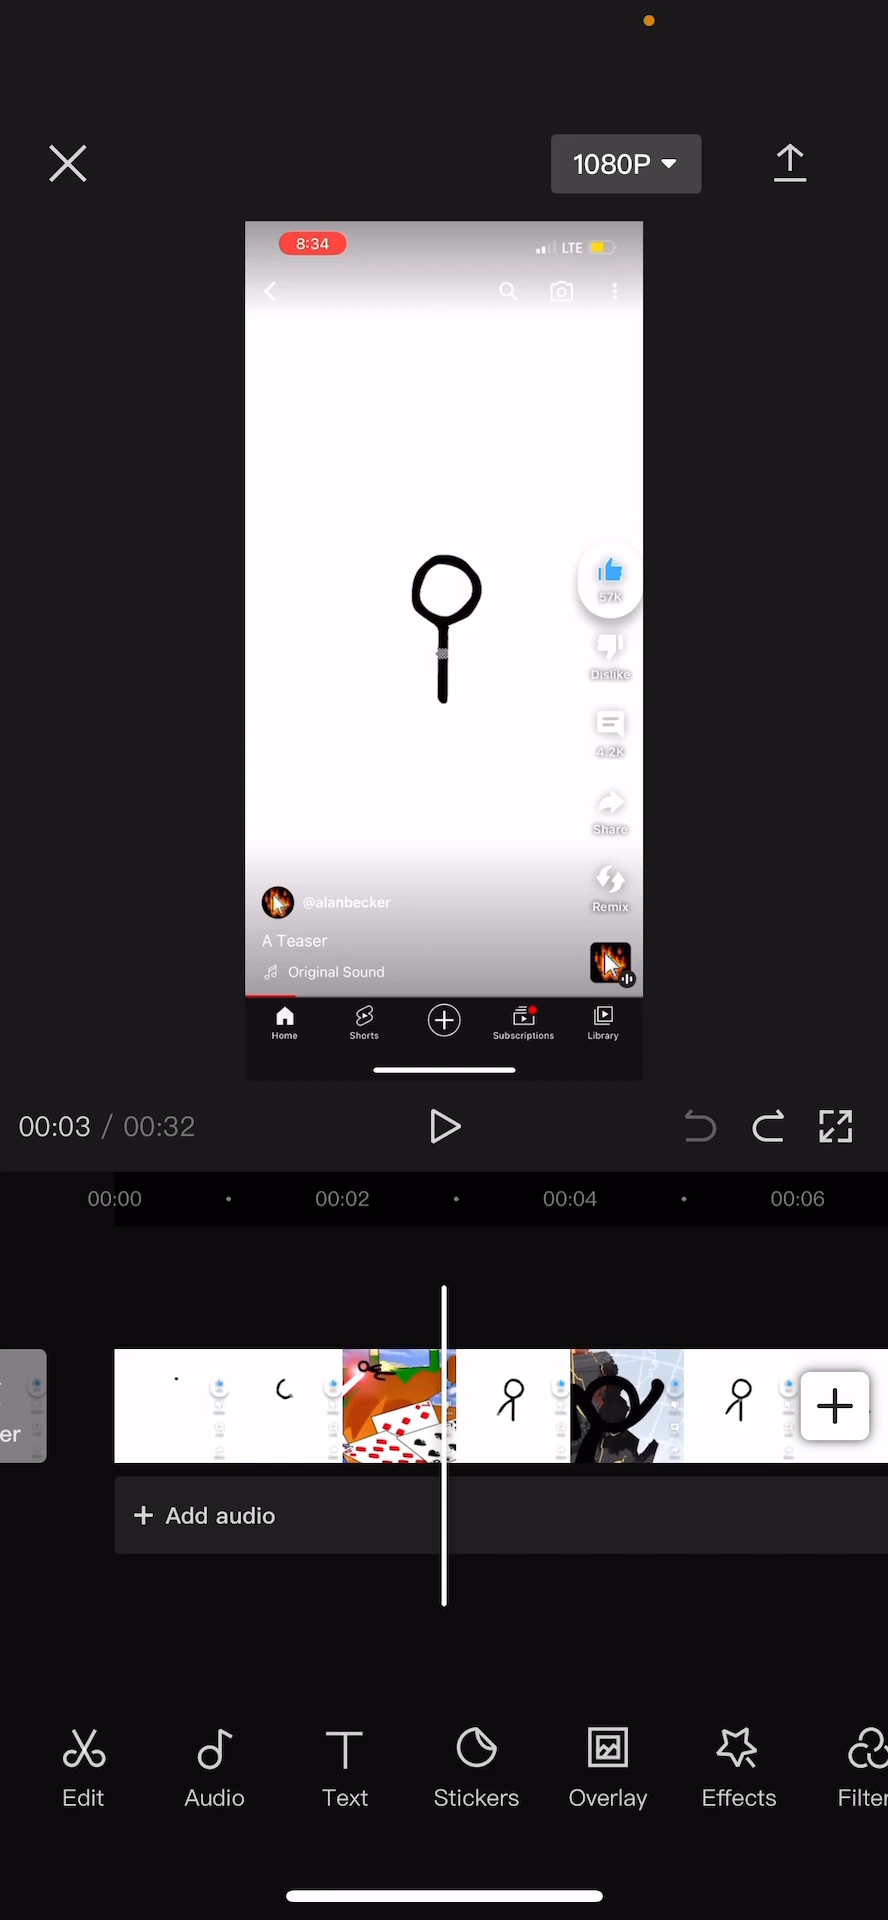 1080P
8:34
LTE
57K
Dislike
4.2K
Share
Remix
@alanbecker
A Teaser
Original Sound
Home
Shorts
Subscriptions
Library
00:03 / 00:32
00:00
00:02
00:04
00:06
er
+ Add audio
Edit
Audio
Text
Stickers
Overlay
Effects
Filter